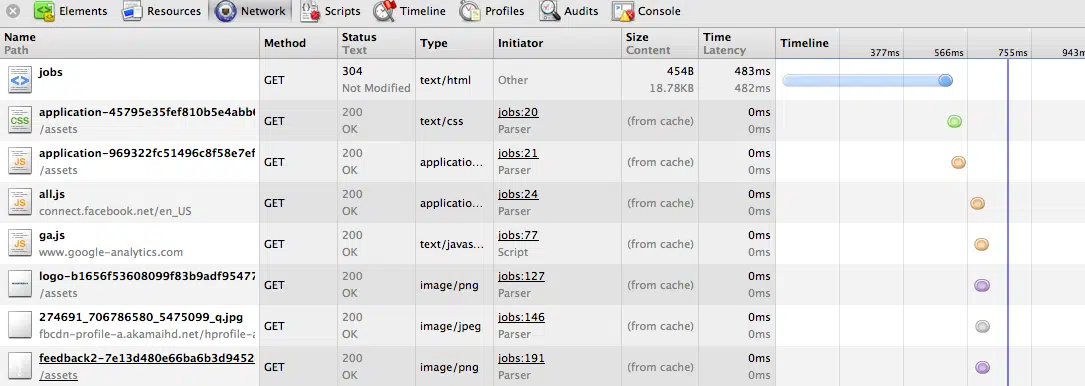 Elements Resources Network Scripts Timeline Profiles Audits Console
Name Path Method Status Text Type Initiator Size Content Time Latency Timeline 377ms 566ms 755ms 943m
jobs GET 304 Not Modified text/html Other 454B 18.78KB 483ms 482ms
application-45795e35fef810b5e4abb /assets GET 200 OK text/css jobs:20 Parser (from cache) 0ms 0ms
application-969322fc51496c8f58e7ef /assets GET 200 OK applicatio... jobs:21 Parser (from cache) 0ms 0ms
all.js connect.facebook.net/en_US GET 200 OK applicatio... jobs:24 Parser (from cache) 0ms 0ms
ga.js www.google-analytics.com GET 200 OK text/javas... jobs:77 Script (from cache) 0ms 0ms
logo-b1656f53608099f83b9adf95477 /assets GET 200 OK image/png jobs:127 Parser (from cache) 0ms 0ms
274691_706786580_5475099_q.jpg fbcdn-profile-a.akamaihd.net/hprofile- GET 200 OK image/jpeg jobs:146 Parser (from cache) 0ms 0ms
feedback2-7e13d480e66ba6b3d9452 /assets GET 200 OK image/png jobs:191 Parser (from cache) 0ms 0ms